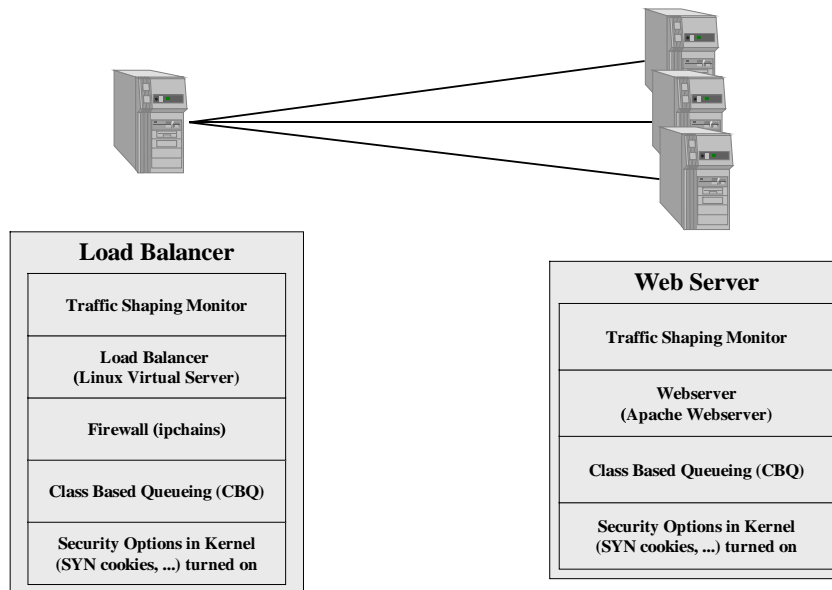 Load Balancer
Traffic Shaping Monitor
Load Balancer
(Linux Virtual Server)
Firewall (ipchains)
Class Based Queueing (CBQ)
Security Options in Kernel
(SYN cookies, ...) turned on
Web Server
Traffic Shaping Monitor
Webserver
(Apache Webserver)
Class Based Queueing (CBQ)
Security Options in Kernel
(SYN cookies, ...) turned on